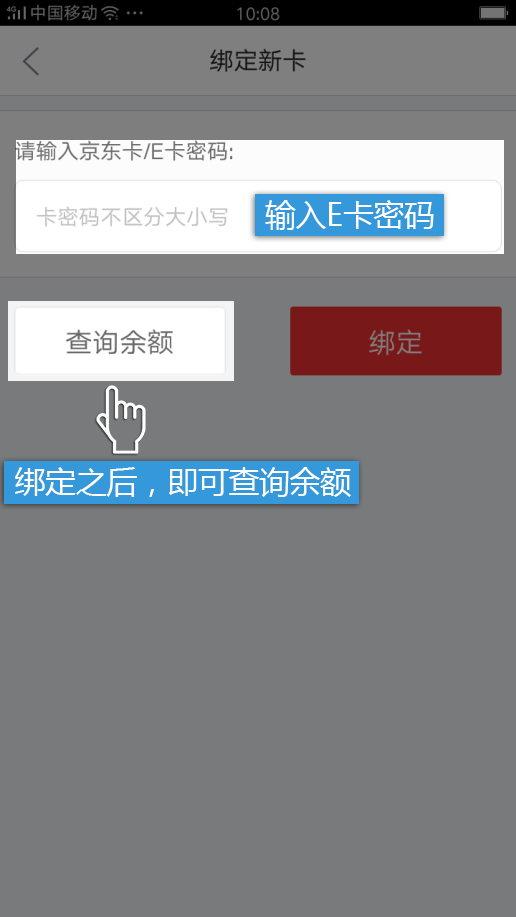 4G 中国移动 ··· 10:08
绑定新卡
请输入京东卡/E卡密码:
卡密码不区分大小写
输入E卡密码
查询余额
绑定
绑定之后，即可查询余额